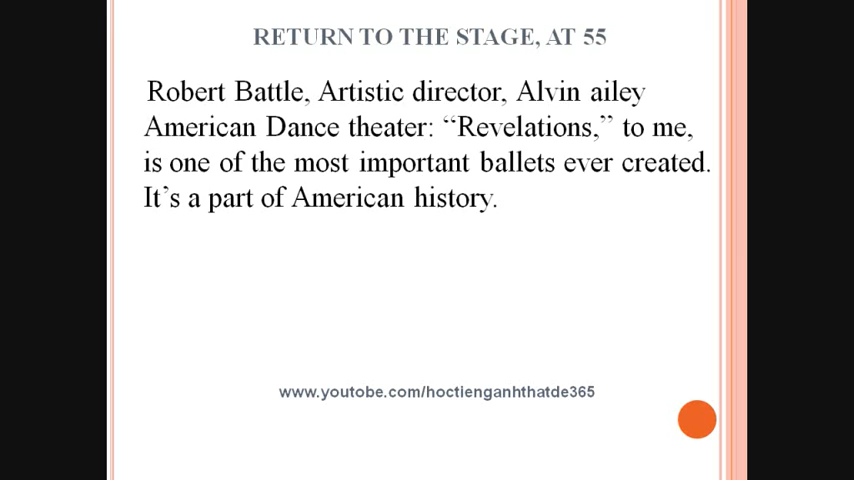 RETURN TO THE STAGE, AT 55
Robert Battle, Artistic director, Alvin ailey
American Dance theater: “Revelations,” to me,
is one of the most important ballets ever created.
It’s a part of American history.
www.youtobe.com/hoctienganhthatde365